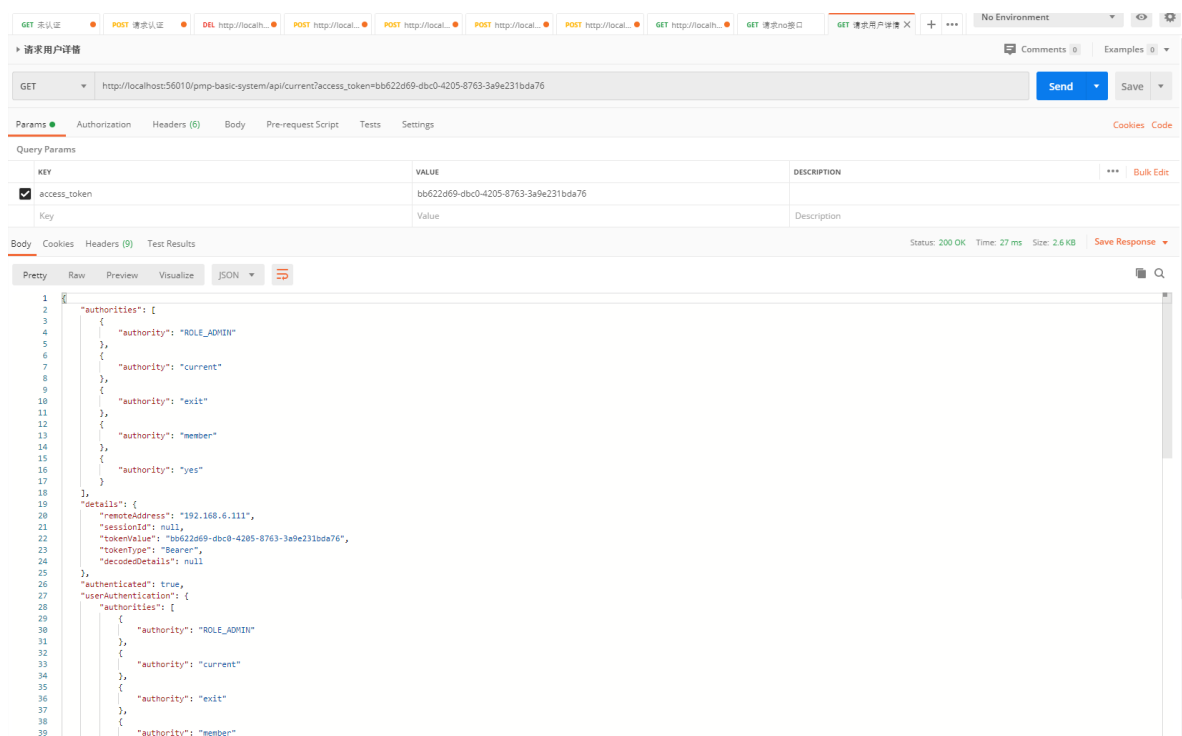 GET 未认证 POST 请求认证 DEL http://localh... POST http://local... POST http://local... POST http://local... POST http://local... GET http://localh... GET 请求no接口 GET 请求用户详情 No Environment
请求用户详情 Comments 0 Examples 0
GET http://localhost:56010/pmp-basic-system/api/current?access_token=bb622d69-dbc0-4205-8763-3a9e231bda76 Send Save
Params Authorization Headers (6) Body Pre-request Script Tests Settings Cookies Code
Query Params
KEY VALUE DESCRIPTION ••• Bulk Edit
access_token bb622d69-dbc0-4205-8763-3a9e231bda76
Key Value Description
Body Cookies Headers (9) Test Results Status: 200 OK Time: 27 ms Size: 2.6 KB Save Response
Pretty Raw Preview Visualize JSON
1 {
2 "authorities": [
3 {
4 "authority": "ROLE_ADMIN"
5 },
6 {
7 "authority": "current"
8 },
9 {
10 "authority": "exit"
11 },
12 {
13 "authority": "member"
14 },
15 {
16 "authority": "yes"
17 }
18 ],
19 "details": {
20 "remoteAddress": "192.168.6.111",
21 "sessionId": null,
22 "tokenValue": "bb622d69-dbc0-4205-8763-3a9e231bda76",
23 "tokenType": "Bearer",
24 "decodedDetails": null
25 },
26 "authenticated": true,
27 "userAuthentication": {
28 "authorities": [
29 {
30 "authority": "ROLE_ADMIN"
31 },
32 {
33 "authority": "current"
34 },
35 {
36 "authority": "exit"
37 },
38 {
39 "authority": "member"